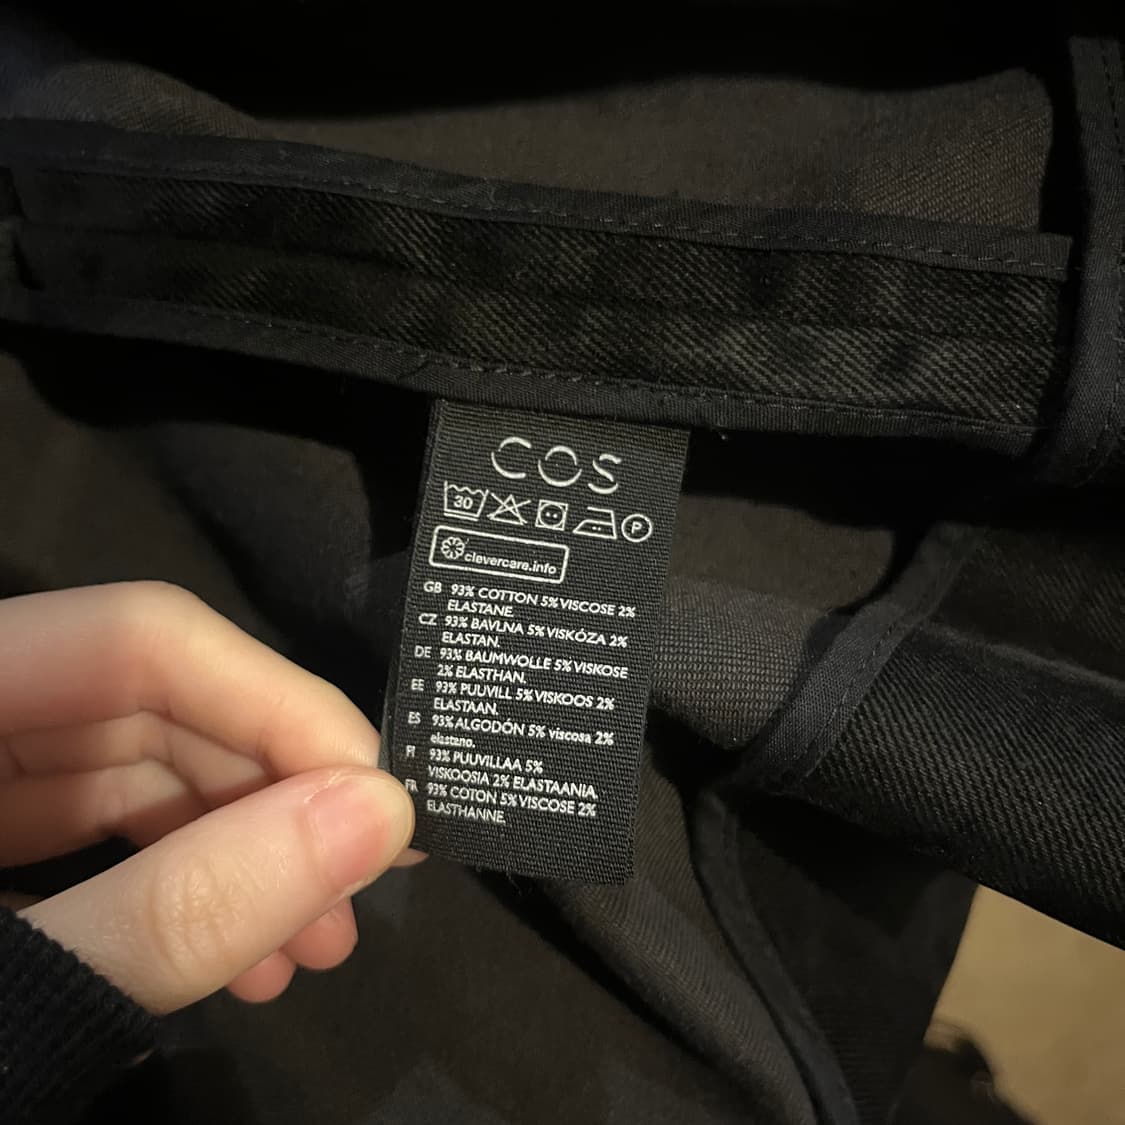 COS
30 P
clevercare.info
GB 93% COTTON 5% VISCOSE 2%
ELASTANE
CZ 93% BAVLNA 5% VISKÓZA 2%
ELASTAN.
DE 93% BAUMWOLLE 5% VISKOSE
2% ELASTHAN.
EE 93% PUUVILL 5% VISKOOS 2%
ELASTAAN.
ES 93% ALGODÓN 5% viscosa 2%
elastano.
FI 93% PUUVILLAA 5%
VISKOOSIA 2% ELASTAANIA.
FR 93% COTON 5% VISCOSE 2%
ELASTHANNE.